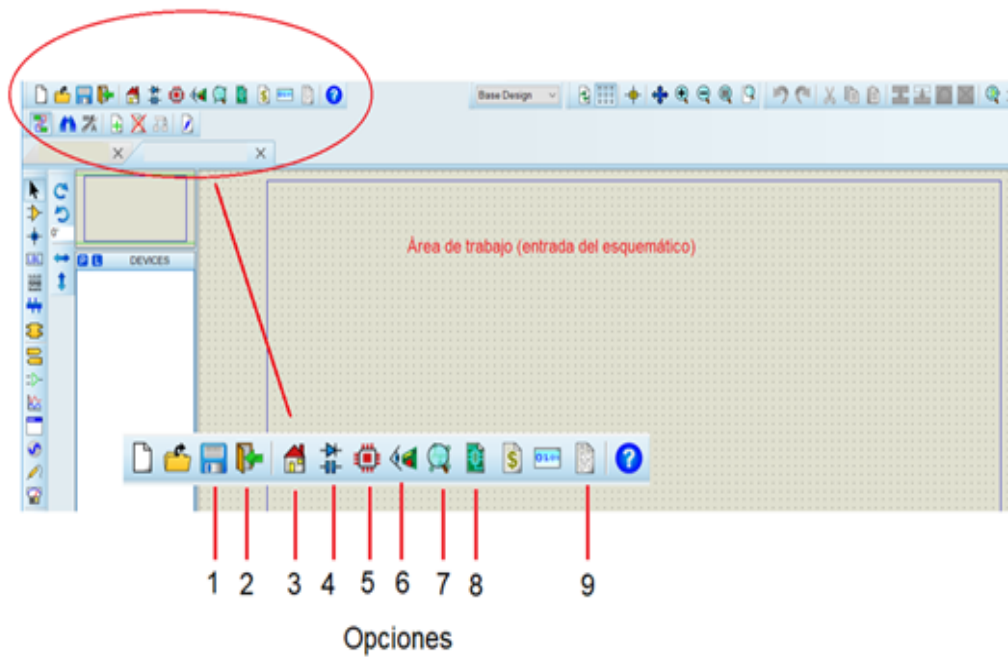 Base Design
DEVICES
Área de trabajo (entrada del esquemático)
1 2 3 4 5 6 7 8 9
Opciones